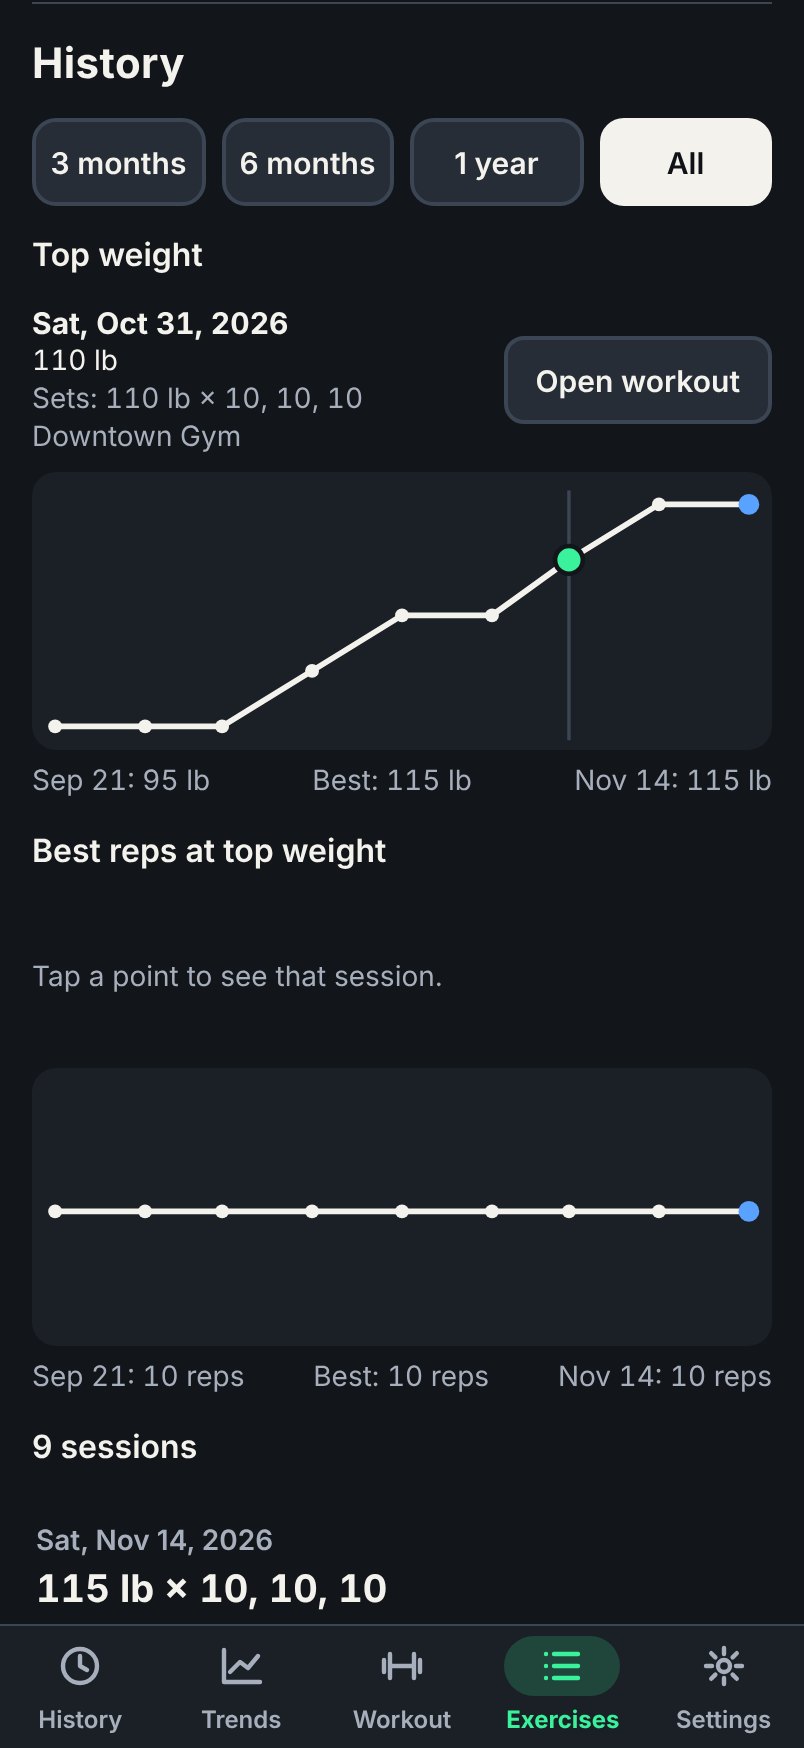 History
3 months
6 months
1 year
All
Top weight
Sat, Oct 31, 2026
110 lb
Sets: 110 lb × 10, 10, 10
Downtown Gym
Open workout
Sep 21: 95 lb
Best: 115 lb
Nov 14: 115 lb
Best reps at top weight
Tap a point to see that session.
Sep 21: 10 reps
Best: 10 reps
Nov 14: 10 reps
9 sessions
Sat, Nov 14, 2026
115 lb × 10, 10, 10
History
Trends
Workout
Exercises
Settings